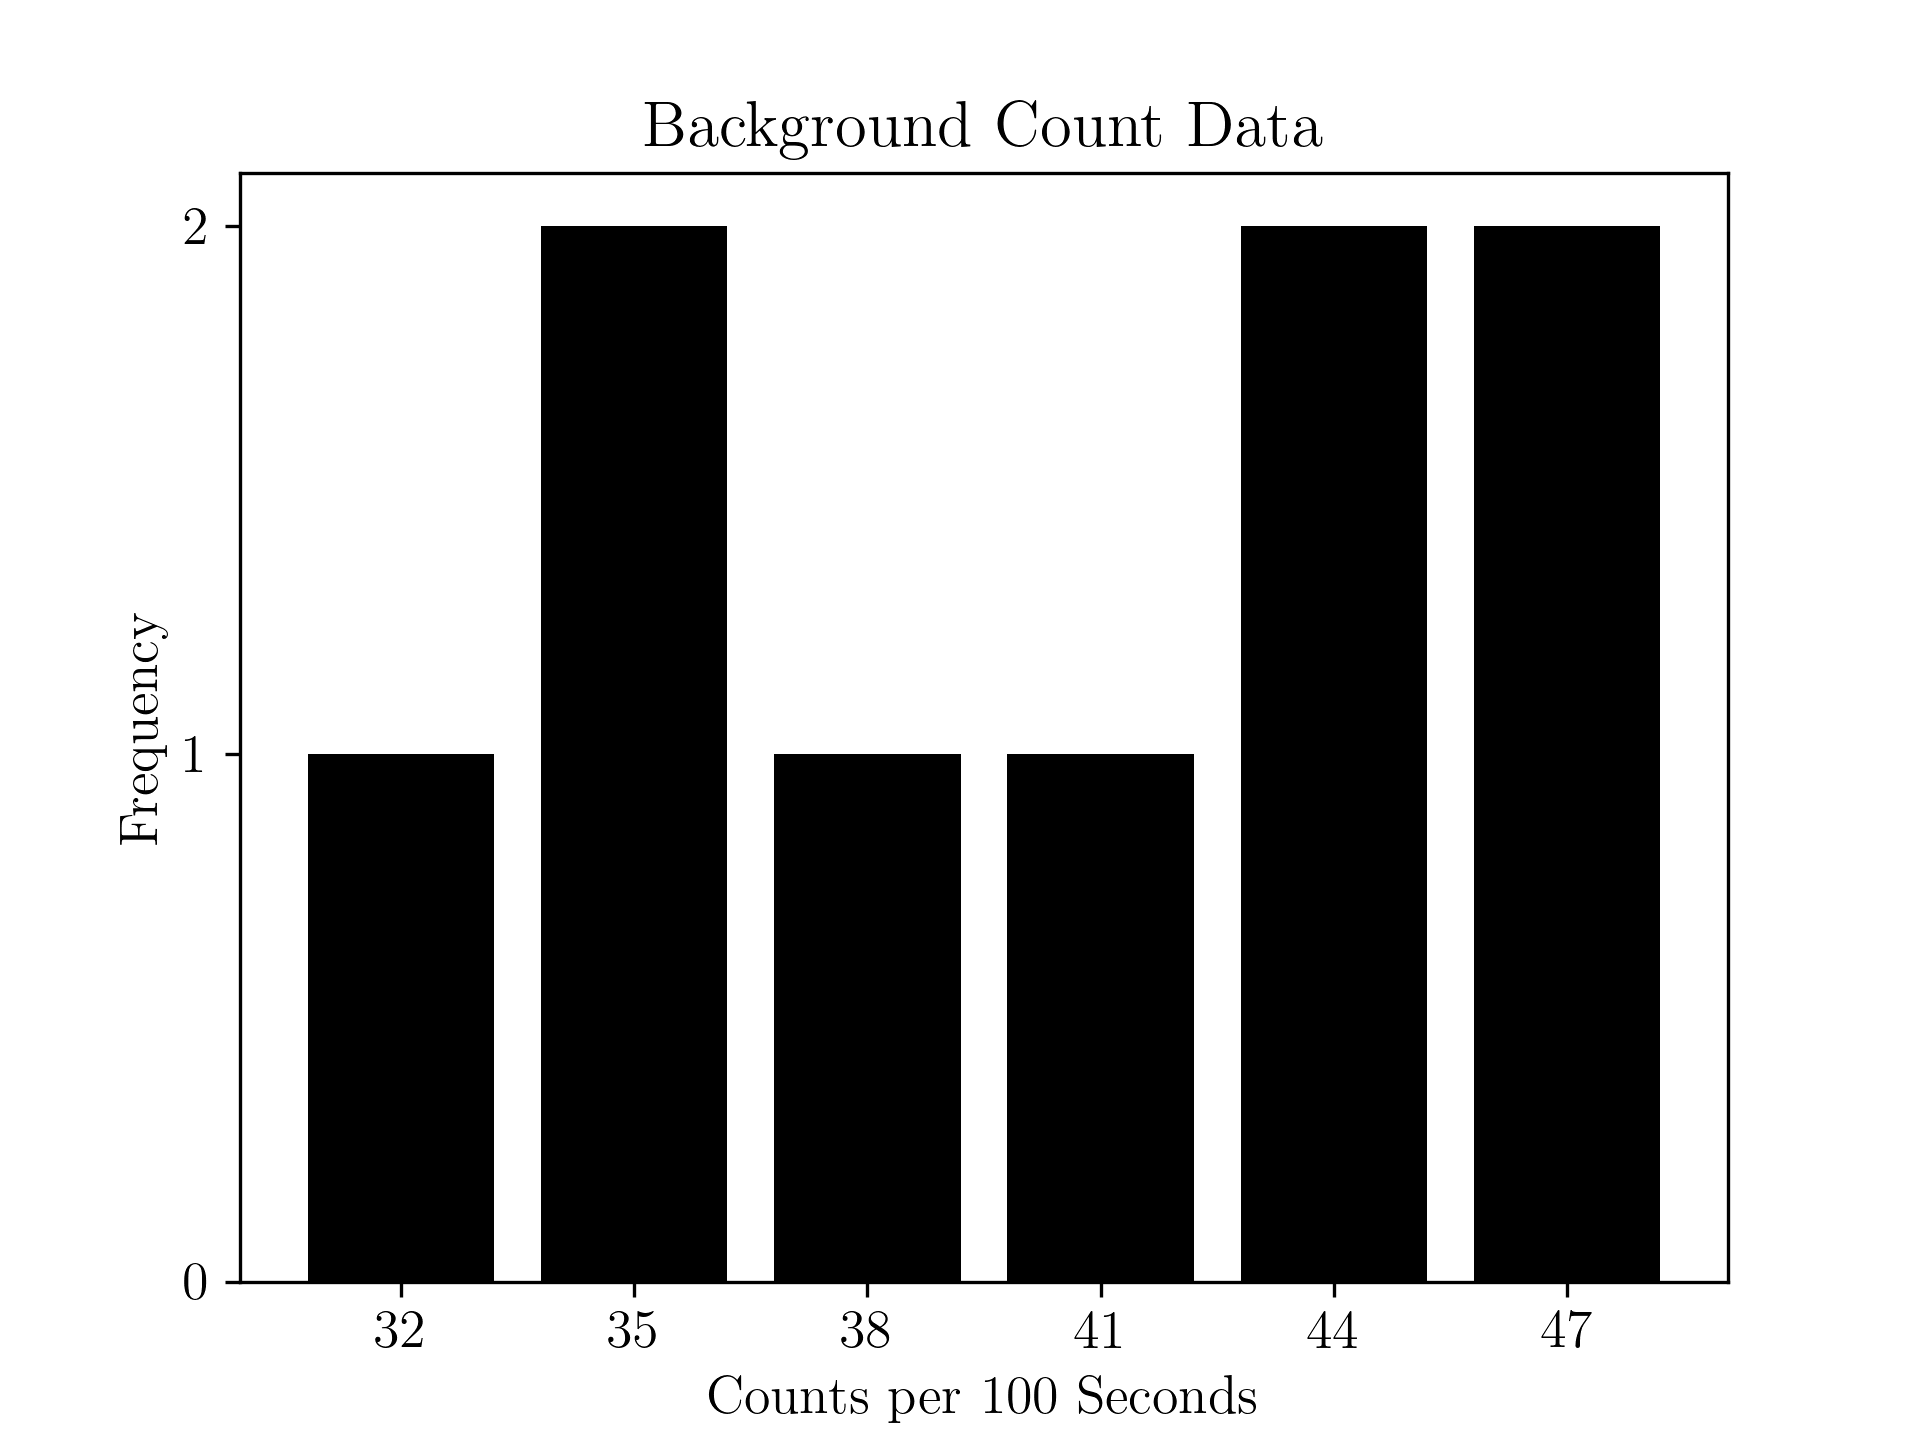 Background Count Data
Frequency
2
1
0
32 35 38 41 44 47
Counts per 100 Seconds